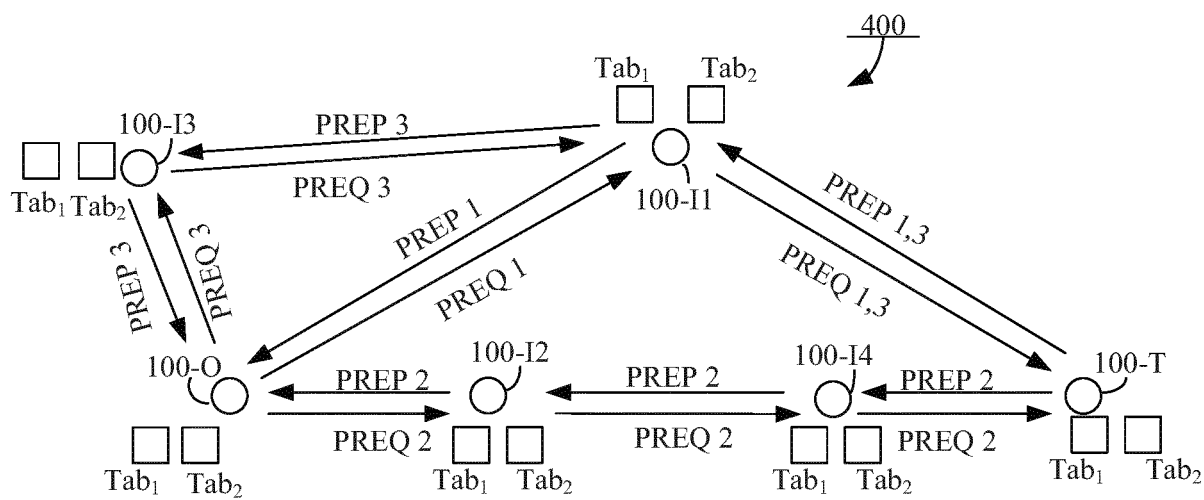 400
Tab₁ Tab₂
100-I3
PREP 3
PREQ 3
100-I1
Tab₁ Tab₂
PREP 3
PREQ 3
PREP 1
PREQ 1
PREP 1,3
PREQ 1,3
100-O
100-I2
100-I4
100-T
PREP 2
PREP 2
PREP 2
PREQ 2
PREQ 2
PREQ 2
Tab₁ Tab₂
Tab₁ Tab₂
Tab₁ Tab₂
Tab₁ Tab₂